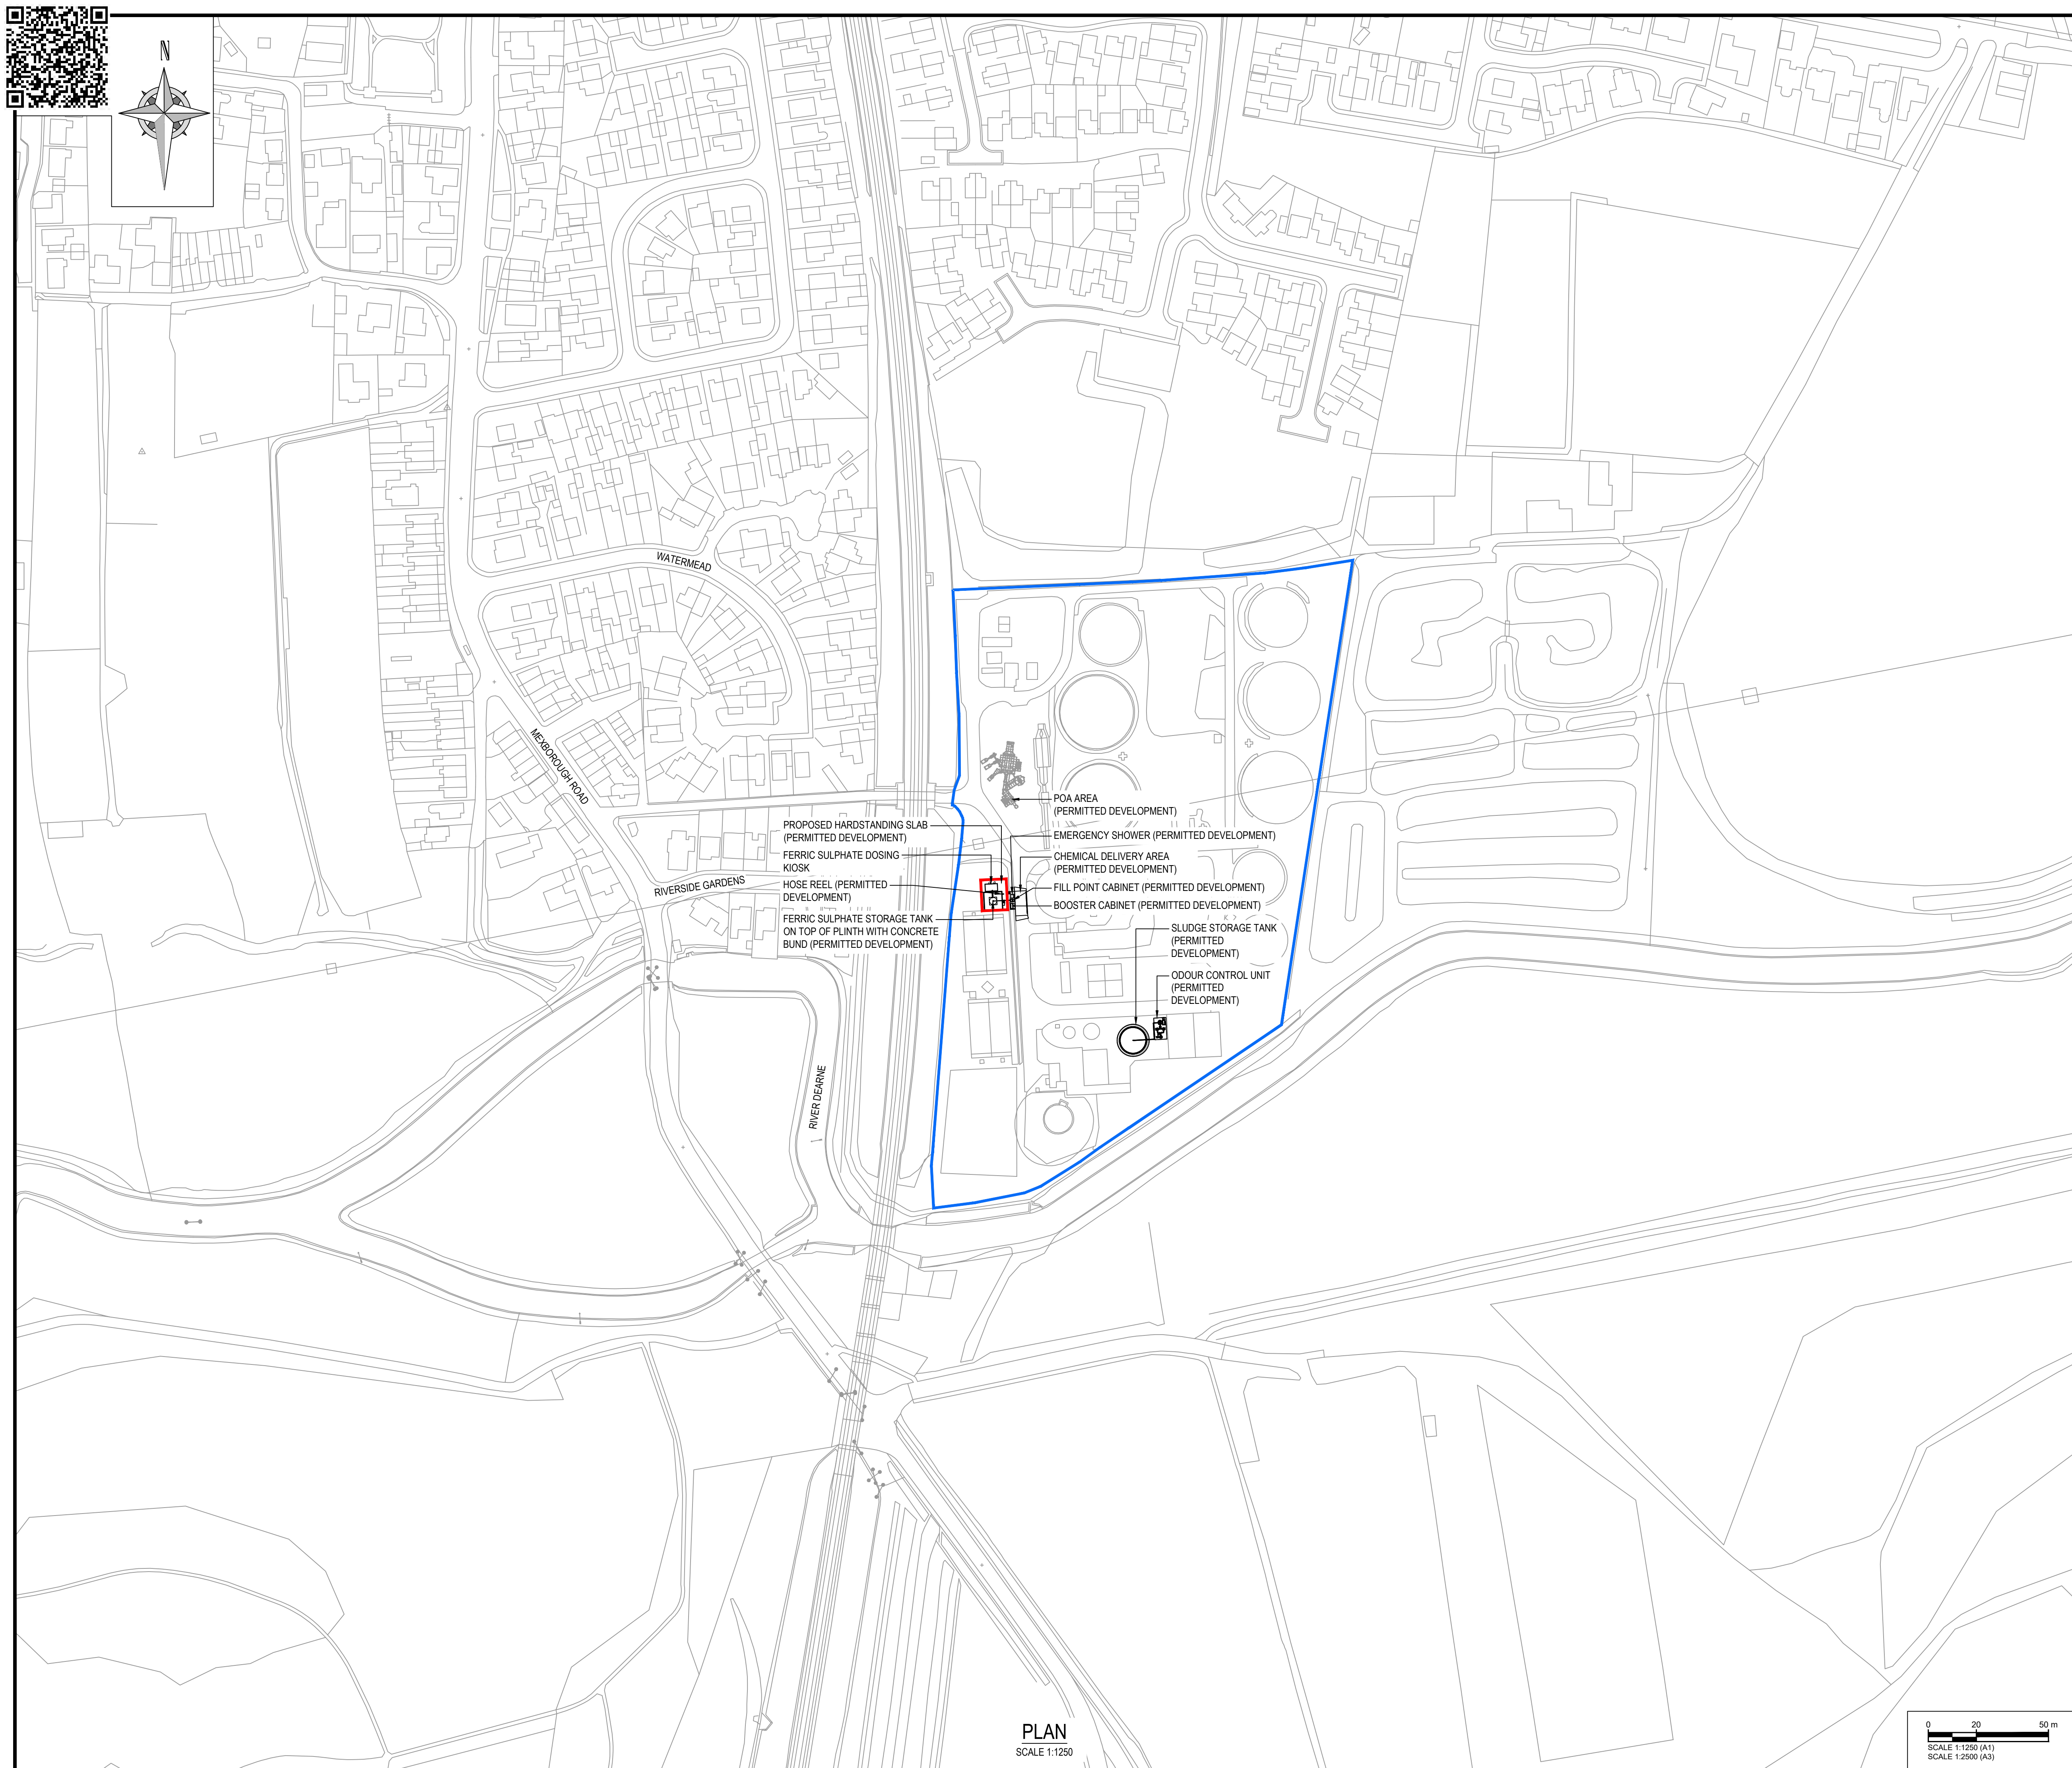 N
WATERMEAD
MEXBOROUGH ROAD
POA AREA
(PERMITTED DEVELOPMENT)
PROPOSED HARDSTANDING SLAB
(PERMITTED DEVELOPMENT)
EMERGENCY SHOWER (PERMITTED DEVELOPMENT)
FERRIC SULPHATE DOSING
KIOSK
CHEMICAL DELIVERY AREA
(PERMITTED DEVELOPMENT)
RIVERSIDE GARDENS
HOSE REEL (PERMITTED
DEVELOPMENT)
FILL POINT CABINET (PERMITTED DEVELOPMENT)
BOOSTER CABINET (PERMITTED DEVELOPMENT)
FERRIC SULPHATE STORAGE TANK
ON TOP OF PLINTH WITH CONCRETE
BUND (PERMITTED DEVELOPMENT)
SLUDGE STORAGE TANK
(PERMITTED
DEVELOPMENT)
ODOUR CONTROL UNIT
(PERMITTED
DEVELOPMENT)
RIVER DEARNE
PLAN
SCALE 1:1250
0 20 50 m
SCALE 1:1250 (A1)
SCALE 1:2500 (A3)